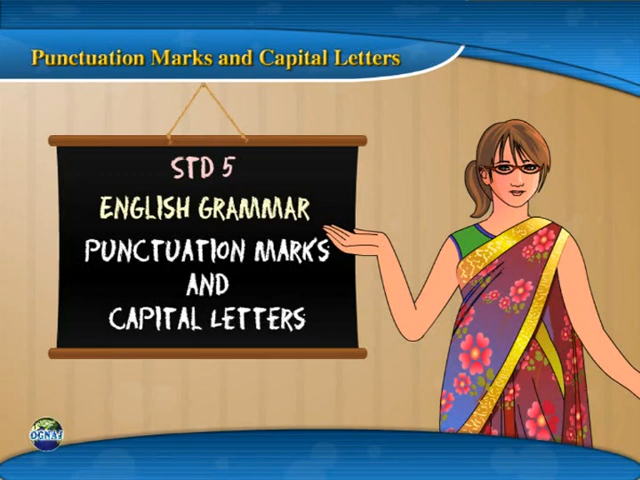 Punctuation Marks and Capital Letters
STD 5
ENGLISH GRAMMAR
PUNCTUATION MARKS
AND
CAPITAL LETTERS